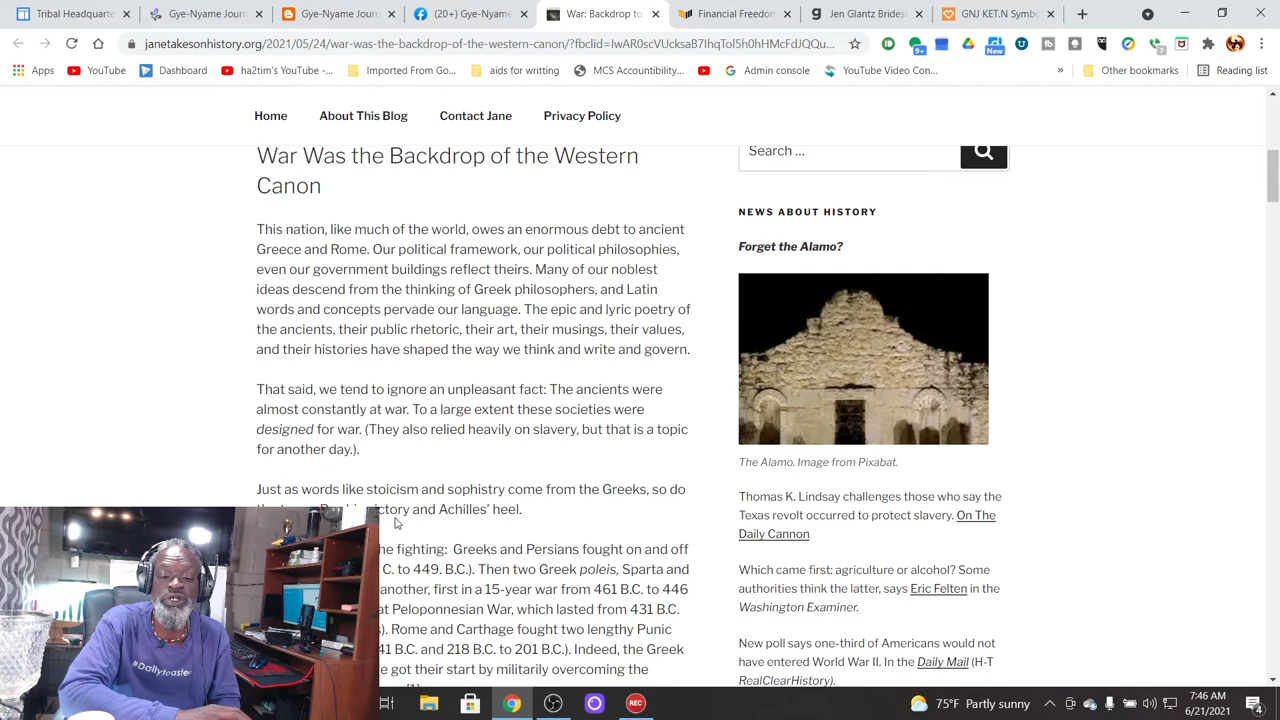 Tribal Headquarters
Gye-Nyame Journ
Gye-Nyame Journ
(20+) Gye-Nyame
War: Backdrop to
Financial Freedom
Jen Glantz Brides
GNJ KET.N Symbo
janetakesonhistory.org/QBDF5/6/24/war-was-the-backdrop-of-the-western-canon/?fbclid=
9+
New
Apps
YouTube
Dashboard
ha2tim's YouTube -...
Imported From Go...
aids for writting
MCS Accountibility...
Admin console
YouTube Video Con...
»
Other bookmarks
Reading list
Home
About This Blog
Contact Jane
Privacy Policy
War Was the Backdrop of the Western
Canon
This nation, like much of the world, owes an enormous debt to ancient
Greece and Rome. Our political framework, our political philosophies,
even our government buildings reflect theirs. Many of our noblest
ideas descend from the thinking of Greek philosophers, and Latin
words and concepts pervade our language. The epic and lyric poetry of
the ancients, their public rhetoric, their art, their musings, their values,
and their histories have shaped the way we think and write and govern.
That said, we tend to ignore an unpleasant fact: The ancients were
almost constantly at war. To a large extent these societies were
designed for war. (They also relied heavily on slavery, but that is a topic
for another day.).
Just as words like stoicism and sophistry come from the Greeks, so do
ictory and Achilles' heel.
he fighting: Greeks and Persians fought on and off
C. to 449. B.C.). Then two Greek poleis, Sparta and
another, first in a 15-year war from 461 B.C. to 446
at Peloponnesian War, which lasted from 431 B.C.
). Rome and Carthage fought two lengthy Punic
41 B.C. and 218 B.C. to 201 B.C.). Indeed, the Greek
got their start by militarily overcoming the
Search …
NEWS ABOUT HISTORY
Forget the Alamo?
The Alamo. Image from Pixabat.
Thomas K. Lindsay challenges those who say the
Texas revolt occurred to protect slavery. On The
Daily Cannon
Which came first: agriculture or alcohol? Some
authorities think the latter, says Eric Felten in the
Washington Examiner.
New poll says one-third of Americans would not
have entered World War II. In the Daily Mail (H-T
RealClearHistory).
#Dailytoaster
REC
75°F Partly sunny
7:46 AM
6/21/2021
4